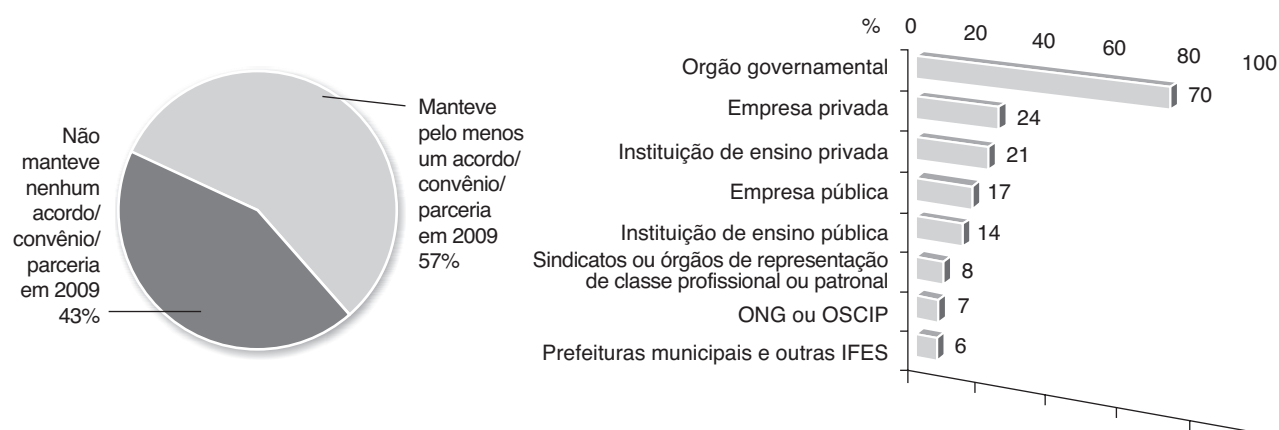 Não
manteve
nenhum
acordo/
convênio/
parceria
em 2009
43%
Manteve
pelo menos
um acordo/
convênio/
parceria
em 2009
57%
% 0 20 40 60 80 100
Orgão governamental 70
Empresa privada 24
Instituição de ensino privada 21
Empresa pública 17
Instituição de ensino pública 14
Sindicatos ou órgãos de representação
de classe profissional ou patronal 8
ONG ou OSCIP 7
Prefeituras municipais e outras IFES 6